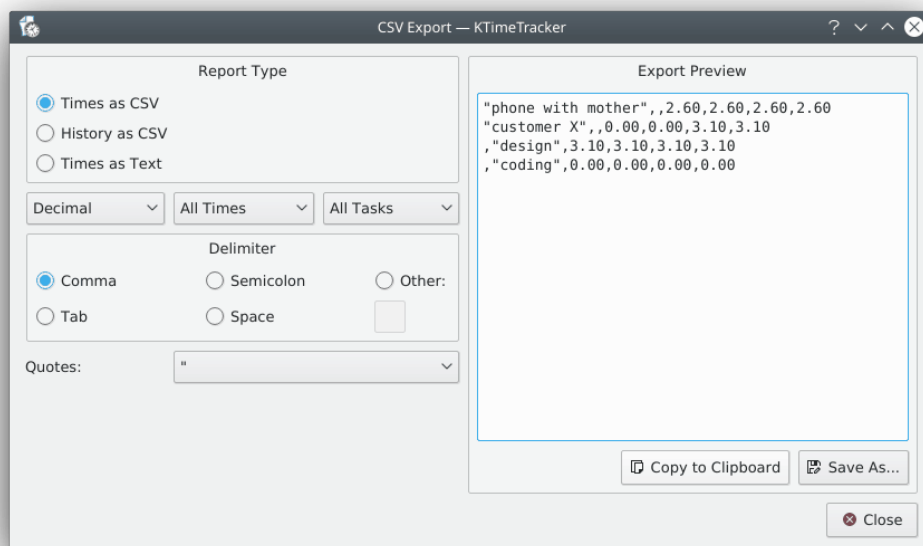 CSV Export — KTimeTracker
Report Type
Times as CSV
History as CSV
Times as Text
Decimal
All Times
All Tasks
Delimiter
Comma
Semicolon
Other:
Tab
Space
Quotes:
"
Export Preview
"phone with mother",,2.60,2.60,2.60,2.60
"customer X",,0.00,0.00,3.10,3.10
,"design",3.10,3.10,3.10,3.10
,"coding",0.00,0.00,0.00,0.00
Copy to Clipboard
Save As...
Close